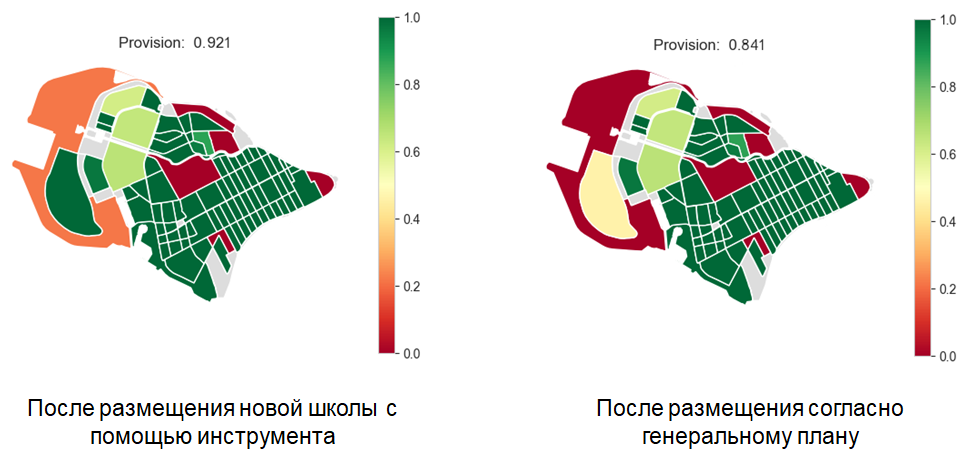 Provision: 0.921
1.0
0.8
0.6
0.4
0.2
0.0
После размещения новой школы с
помощью инструмента
Provision: 0.841
1.0
0.8
0.6
0.4
0.2
0.0
После размещения согласно
генеральному плану